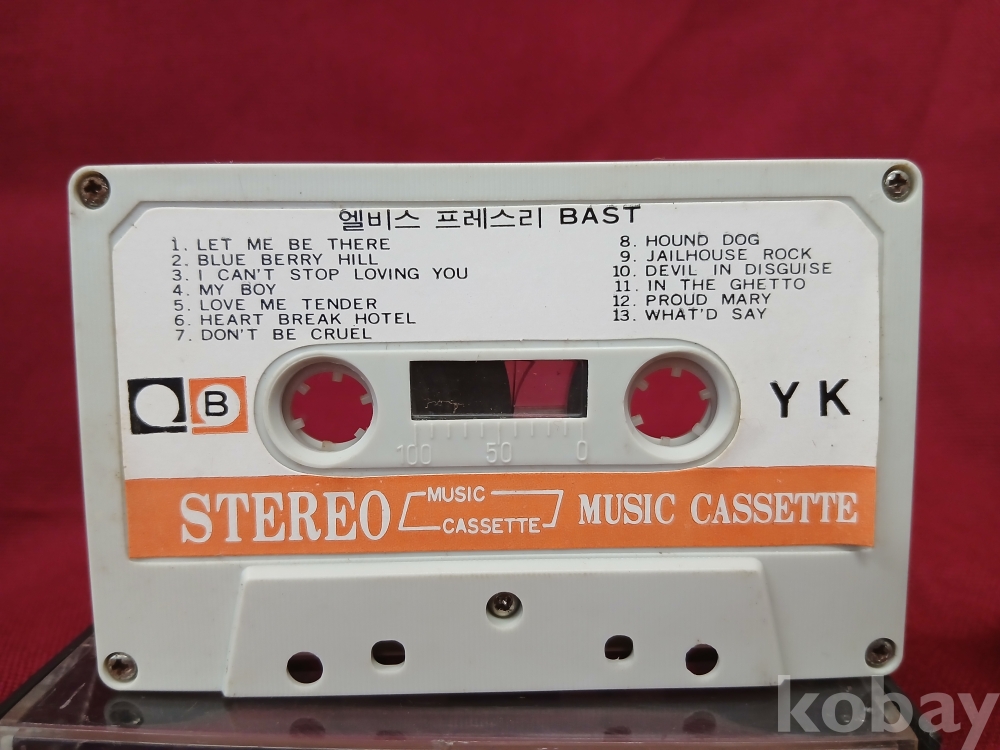 엘비스 프레스리 BAST
1. LET ME BE THERE
2. BLUE BERRY HILL
3. I CAN'T STOP LOVING YOU
4. MY BOY
5. LOVE ME TENDER
6. HEART BREAK HOTEL
7. DON'T BE CRUEL
8. HOUND DOG
9. JAILHOUSE ROCK
10. DEVIL IN DISGUISE
11. IN THE GHETTO
12. PROUD MARY
13. WHAT'D SAY
B
YK
100 50 0
STEREO MUSIC CASSETTE MUSIC CASSETTE
kobay